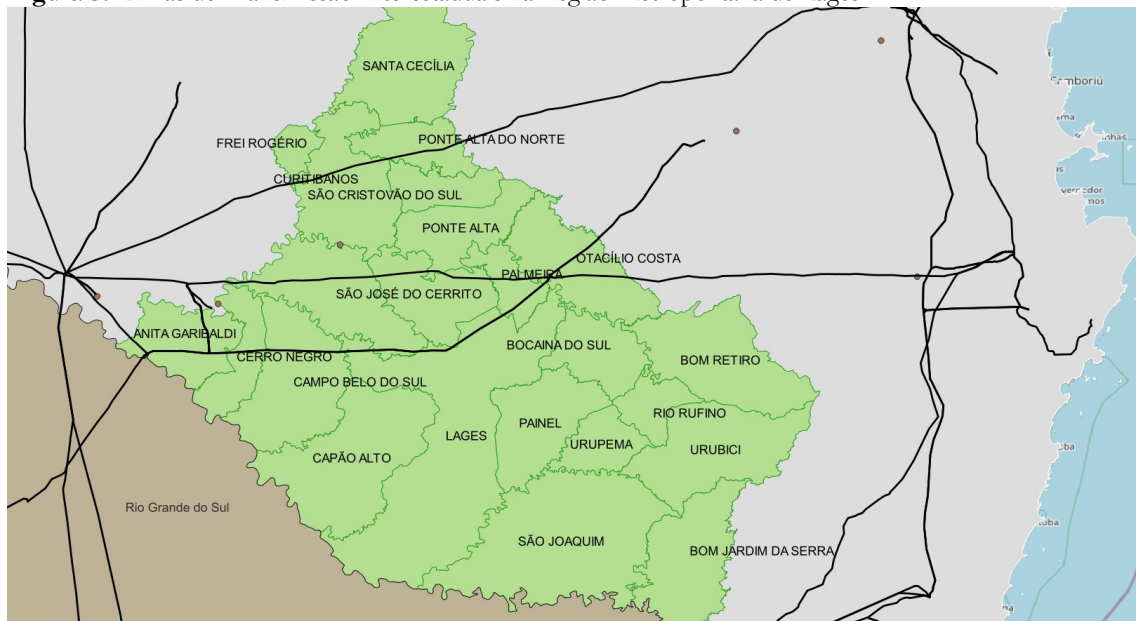 SANTA CECÍLIA
FREI ROGÉRIO
PONTE ALTA DO NORTE
CURITIBANOS
SÃO CRISTOVÃO DO SUL
PONTE ALTA
OTACÍLIO COSTA
PALMEIRA
SÃO JOSÉ DO CERRITO
ANITA GARIBALDI
CERRO NEGRO
BOCAINA DO SUL
BOM RETIRO
CAMPO BELO DO SUL
RIO RUFINO
PAINEL
LAGES
URUPEMA
URUBICI
CAPÃO ALTO
Rio Grande do Sul
SÃO JOAQUIM
BOM JARDIM DA SERRA